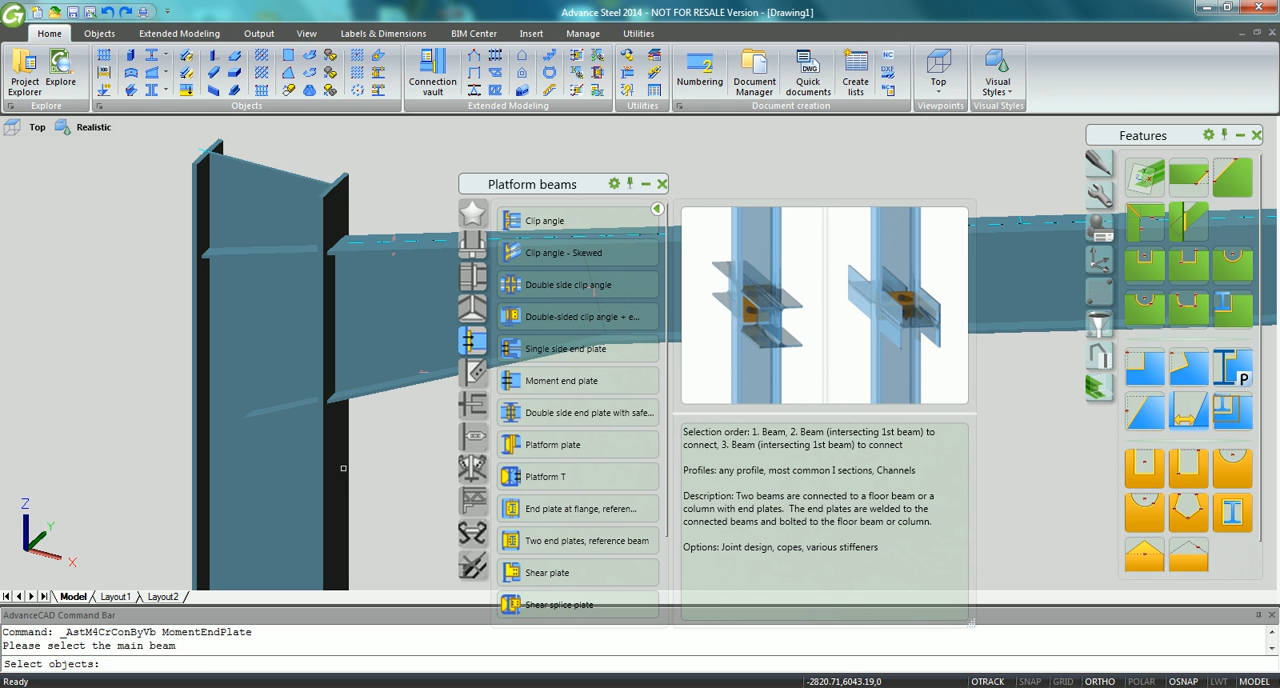 Advance Steel 2014 - NOT FOR RESALE Version - [Drawing1]
Home Objects Extended Modeling Output View Labels & Dimensions BIM Center Insert Manage Utilities
Project Explorer
Explore
Connection vault
Numbering
Document Manager
Quick documents
Create lists
NC
DXF
NC
Top
Visual Styles
Explore Objects Extended Modeling Utilities Document creation Viewpoints Visual Styles
Top Realistic
Features
Platform beams
Clip angle
Clip angle - Skewed
Double side clip angle
Double-sided clip angle + e...
Single side end plate
Moment end plate
Double side end plate with safe...
Platform plate
Platform T
End plate at flange, referen...
Two end plates, reference beam
Shear plate
Shear splice plate
Selection order: 1. Beam, 2. Beam (intersecting 1st beam) to
connect, 3. Beam (intersecting 1st beam) to connect
Profiles: any profile, most common I sections, Channels
Description: Two beams are connected to a floor beam or a
column with end plates. The end plates are welded to the
connected beams and bolted to the floor beam or column.
Options: Joint design, copes, various stiffeners
P
Z
Y
X
Model Layout1 Layout2
AdvanceCAD Command Bar
Command: _AstM4CrConByVb MomentEndPlate
Please select the main beam
Select objects:
Ready
-2820.71,6043.19,0 OTRACK SNAP GRID ORTHO POLAR OSNAP LWT MODEL